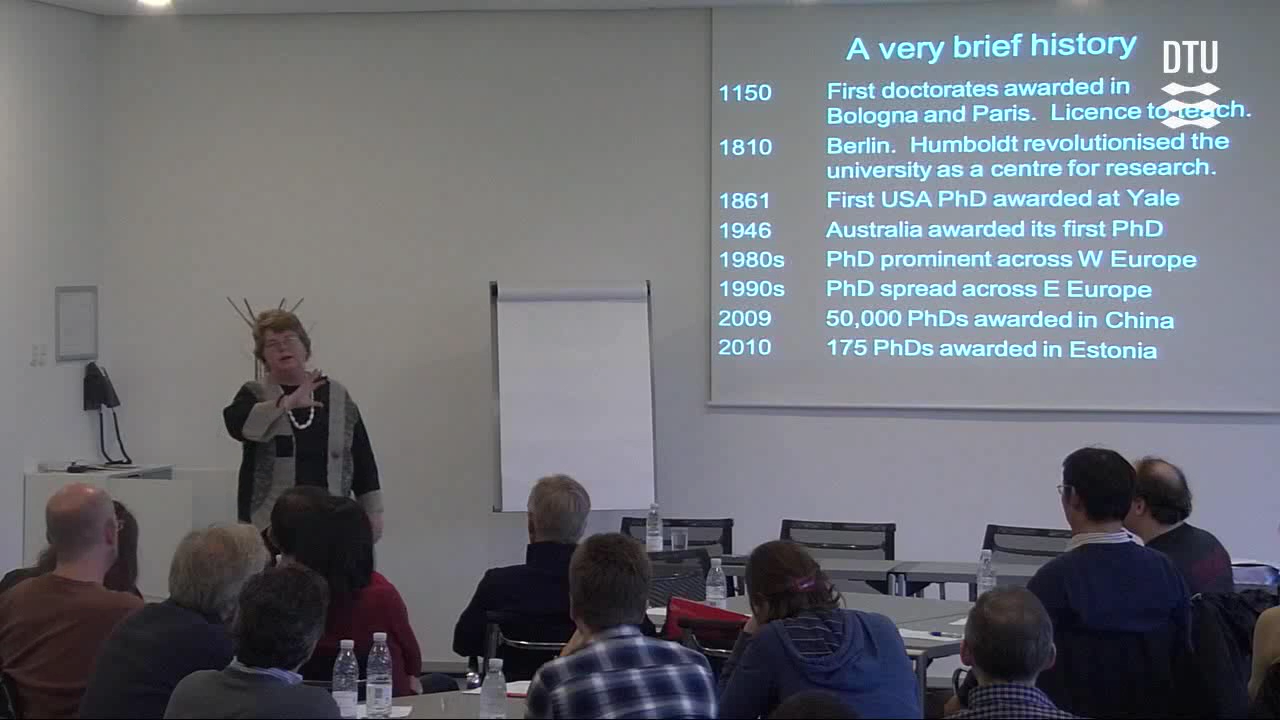 A very brief history
DTU
1150 First doctorates awarded in
Bologna and Paris. Licence to teach.
1810 Berlin. Humboldt revolutionised the
university as a centre for research.
1861 First USA PhD awarded at Yale
1946 Australia awarded its first PhD
1980s PhD prominent across W Europe
1990s PhD spread across E Europe
2009 50,000 PhDs awarded in China
2010 175 PhDs awarded in Estonia